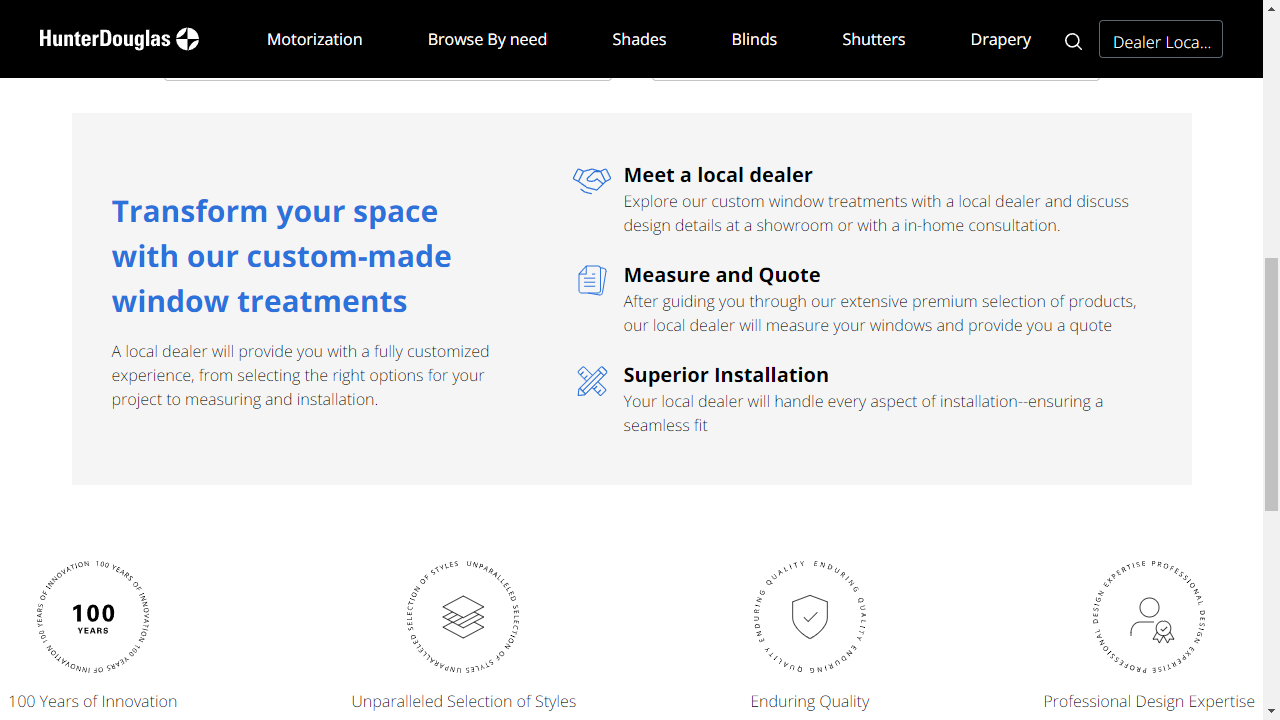 HunterDouglas
Motorization
Browse By need
Shades
Blinds
Shutters
Drapery
Dealer Loca...
Transform your space
with our custom-made
window treatments
A local dealer will provide you with a fully customized
experience, from selecting the right options for your
project to measuring and installation.
Meet a local dealer
Explore our custom window treatments with a local dealer and discuss
design details at a showroom or with a in-home consultation.
Measure and Quote
After guiding you through our extensive premium selection of products,
our local dealer will measure your windows and provide you a quote
Superior Installation
Your local dealer will handle every aspect of installation--ensuring a
seamless fit
100 YEARS OF INNOVATION 100 YEARS OF INNOVATION 100 YEARS OF INNOVATION
100
YEARS
100 Years of Innovation
UNPARALLELED SELECTION OF STYLES UNPARALLELED SELECTION OF STYLES
Unparalleled Selection of Styles
ENDURING QUALITY ENDURING QUALITY ENDURING QUALITY ENDURING QUALITY
Enduring Quality
PROFESSIONAL DESIGN EXPERTISE PROFESSIONAL DESIGN EXPERTISE
Professional Design Expertise